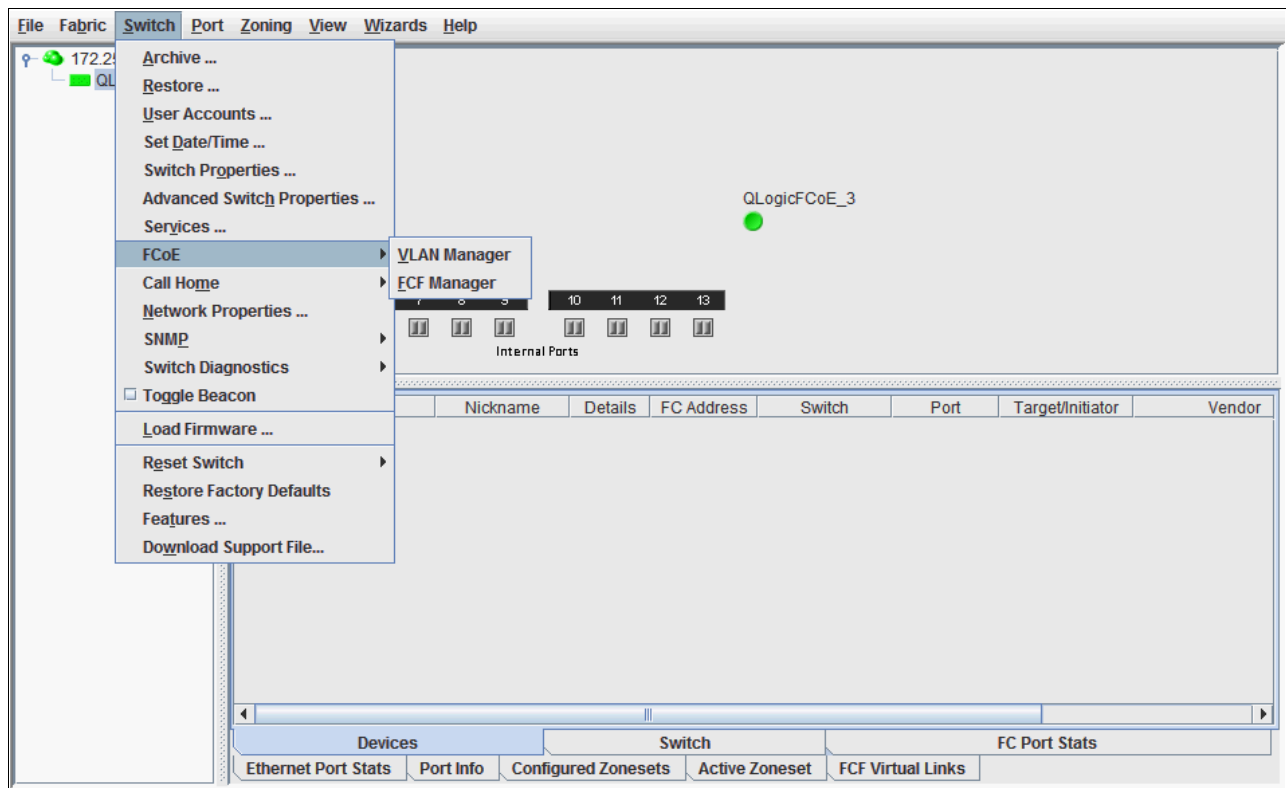 File Fabric Switch Port Zoning View Wizards Help
172.2
QL
Archive ...
Restore ...
User Accounts ...
Set Date/Time ...
Switch Properties ...
Advanced Switch Properties ...
Services ...
FCoE
VLAN Manager
FCF Manager
Call Home
Network Properties ...
SNMP
Switch Diagnostics
Toggle Beacon
Load Firmware ...
Reset Switch
Restore Factory Defaults
Features ...
Download Support File...
QLogicFCoE_3
7 8 9 10 11 12 13
Internal Ports
Nickname Details FC Address Switch Port Target/Initiator Vendor
Devices Switch FC Port Stats
Ethernet Port Stats Port Info Configured Zonesets Active Zoneset FCF Virtual Links